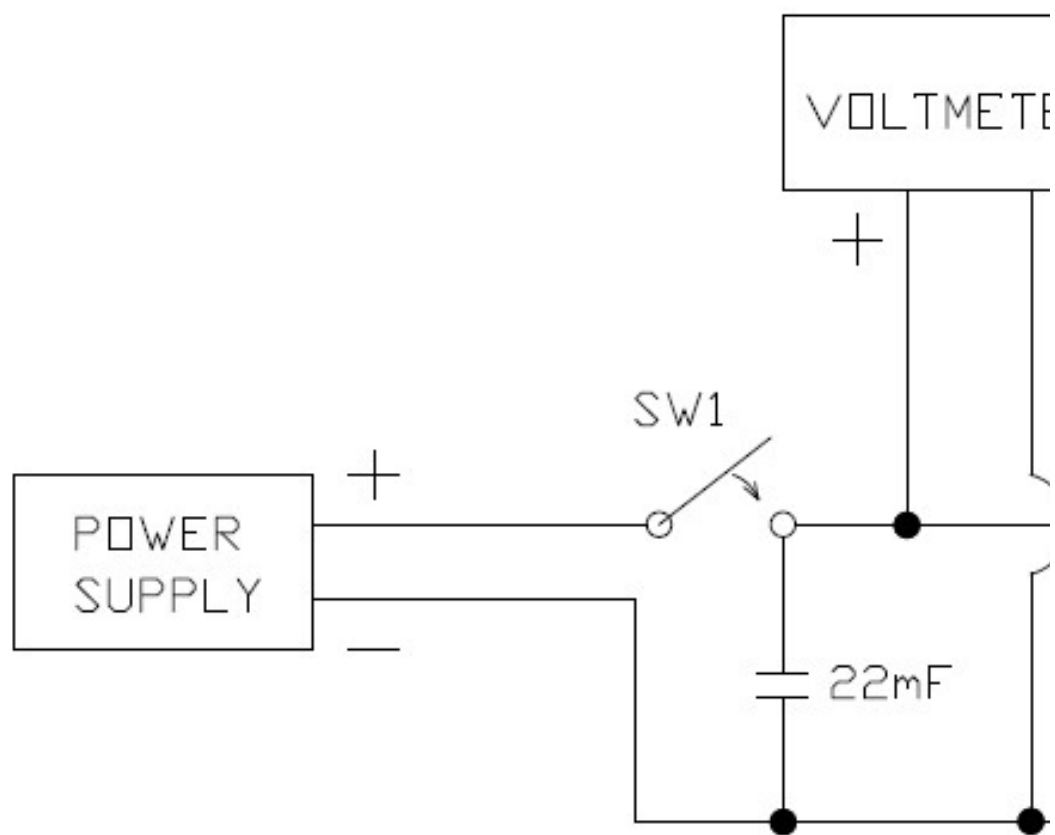 VOLTMETE
+
SW1
+
POWER
SUPPLY
−
22mF